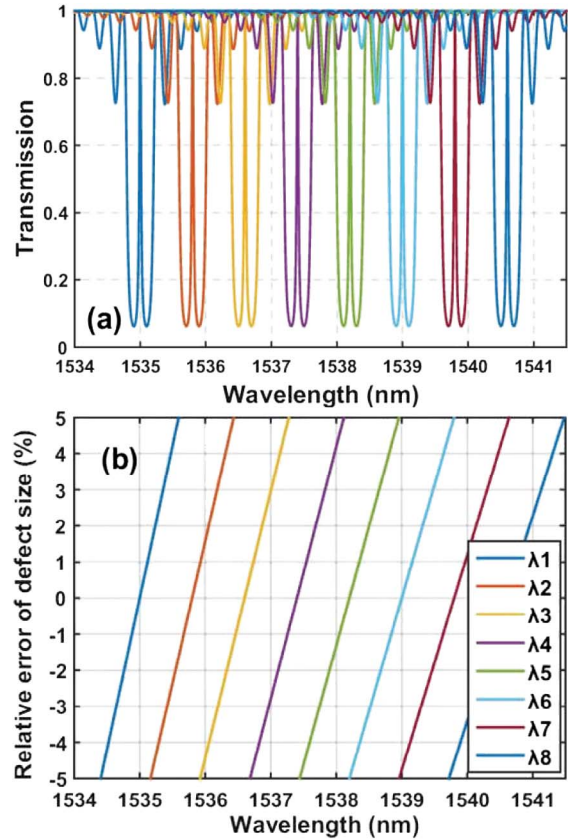 1
0.8
0.6
0.4
0.2
0
Transmission
(a)
1534 1535 1536 1537 1538 1539 1540 1541
Wavelength (nm)
5
4
3
2
1
0
-1
-2
-3
-4
-5
Relative error of defect size (%)
(b)
λ1
λ2
λ3
λ4
λ5
λ6
λ7
λ8
1534 1535 1536 1537 1538 1539 1540 1541
Wavelength (nm)